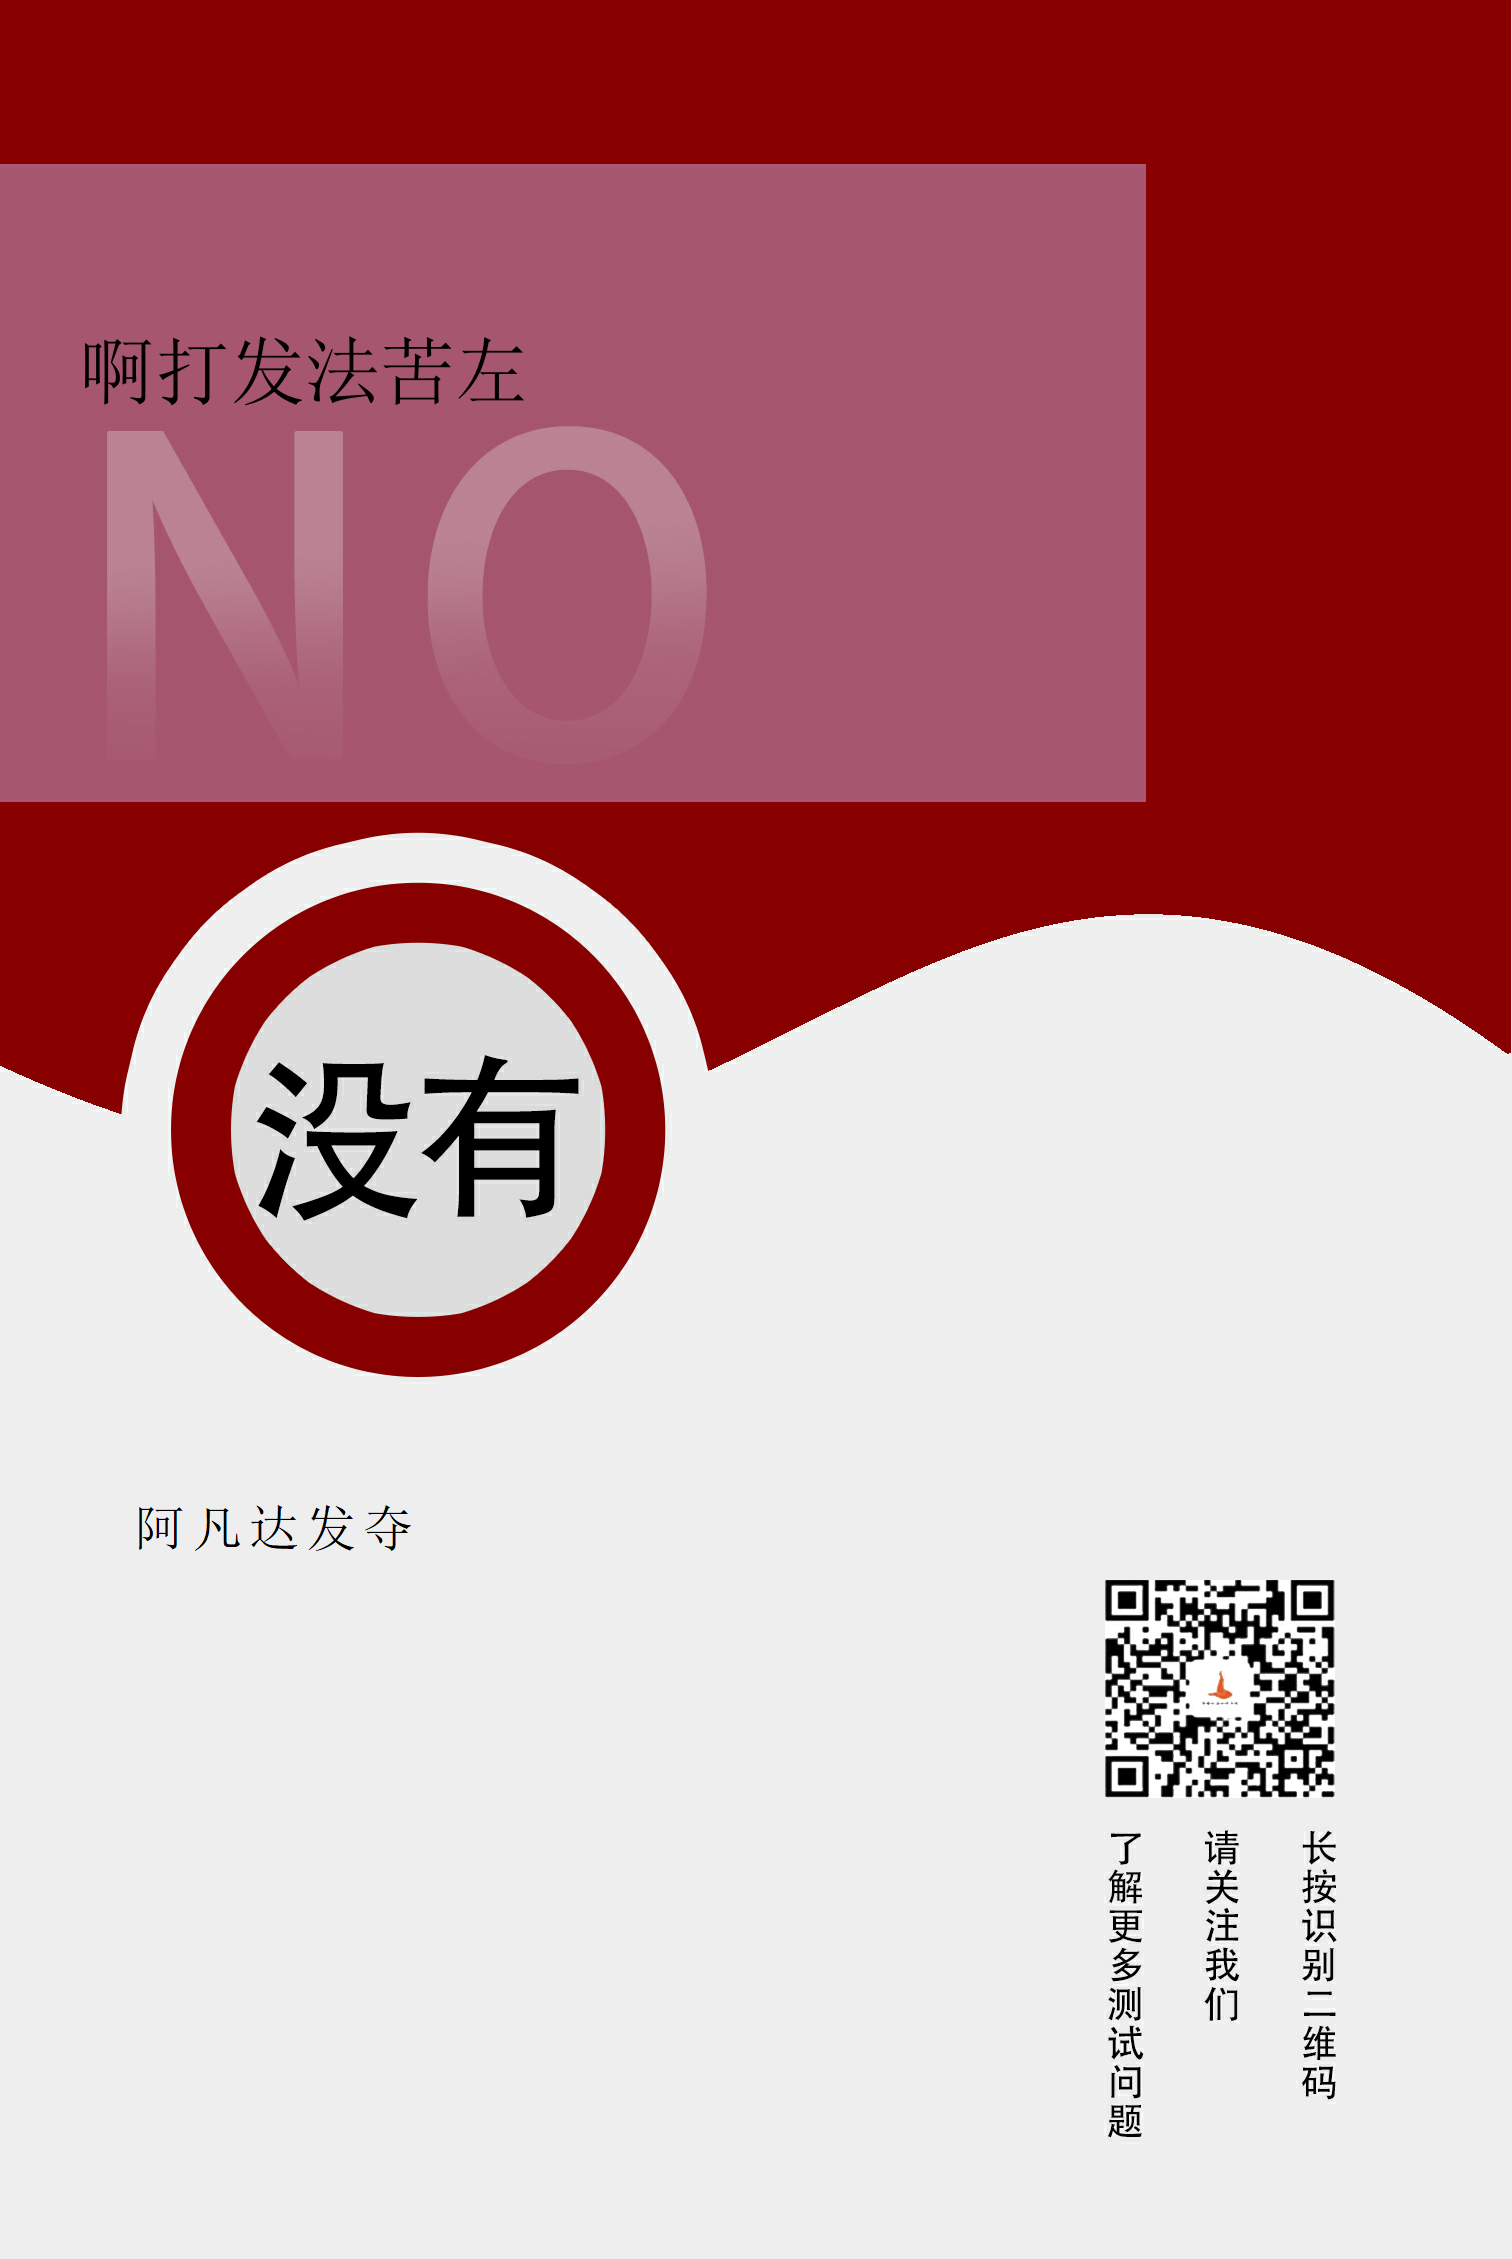 啊打发法苦左
NO
没有
阿凡达发夺
长按识别二维码
请关注我们
了解更多测试问题